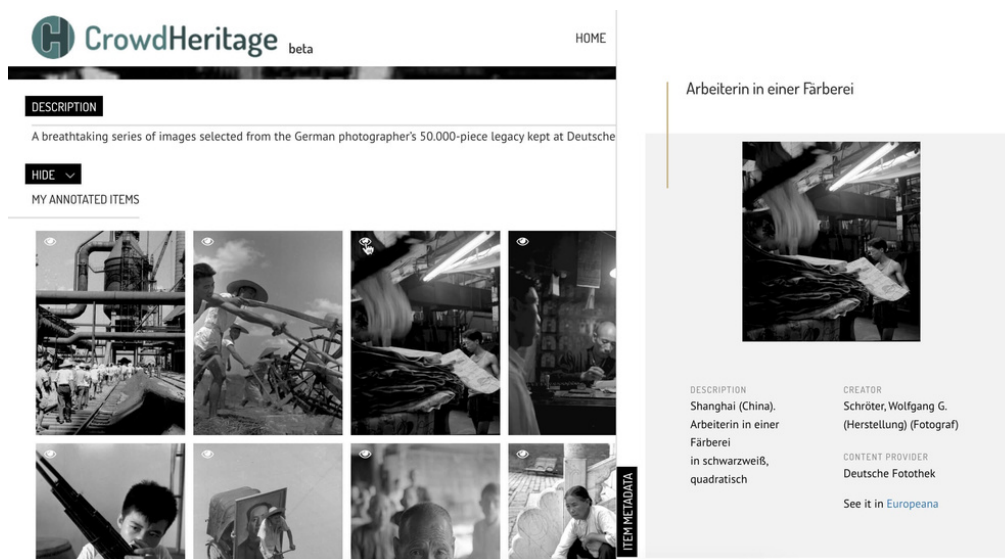 CrowdHeritage beta
HOME
DESCRIPTION
A breathtaking series of images selected from the German photographer's 50.000-piece legacy kept at Deutsche
HIDE
MY ANNOTATED ITEMS
Arbeiterin in einer Färberei
DESCRIPTION
Shanghai (China).
Arbeiterin in einer
Färberei
in schwarzweiß,
quadratisch
CREATOR
Schröter, Wolfgang G.
(Herstellung) (Fotograf)
CONTENT PROVIDER
Deutsche Fotothek
See it in Europeana
ITEM METADATA